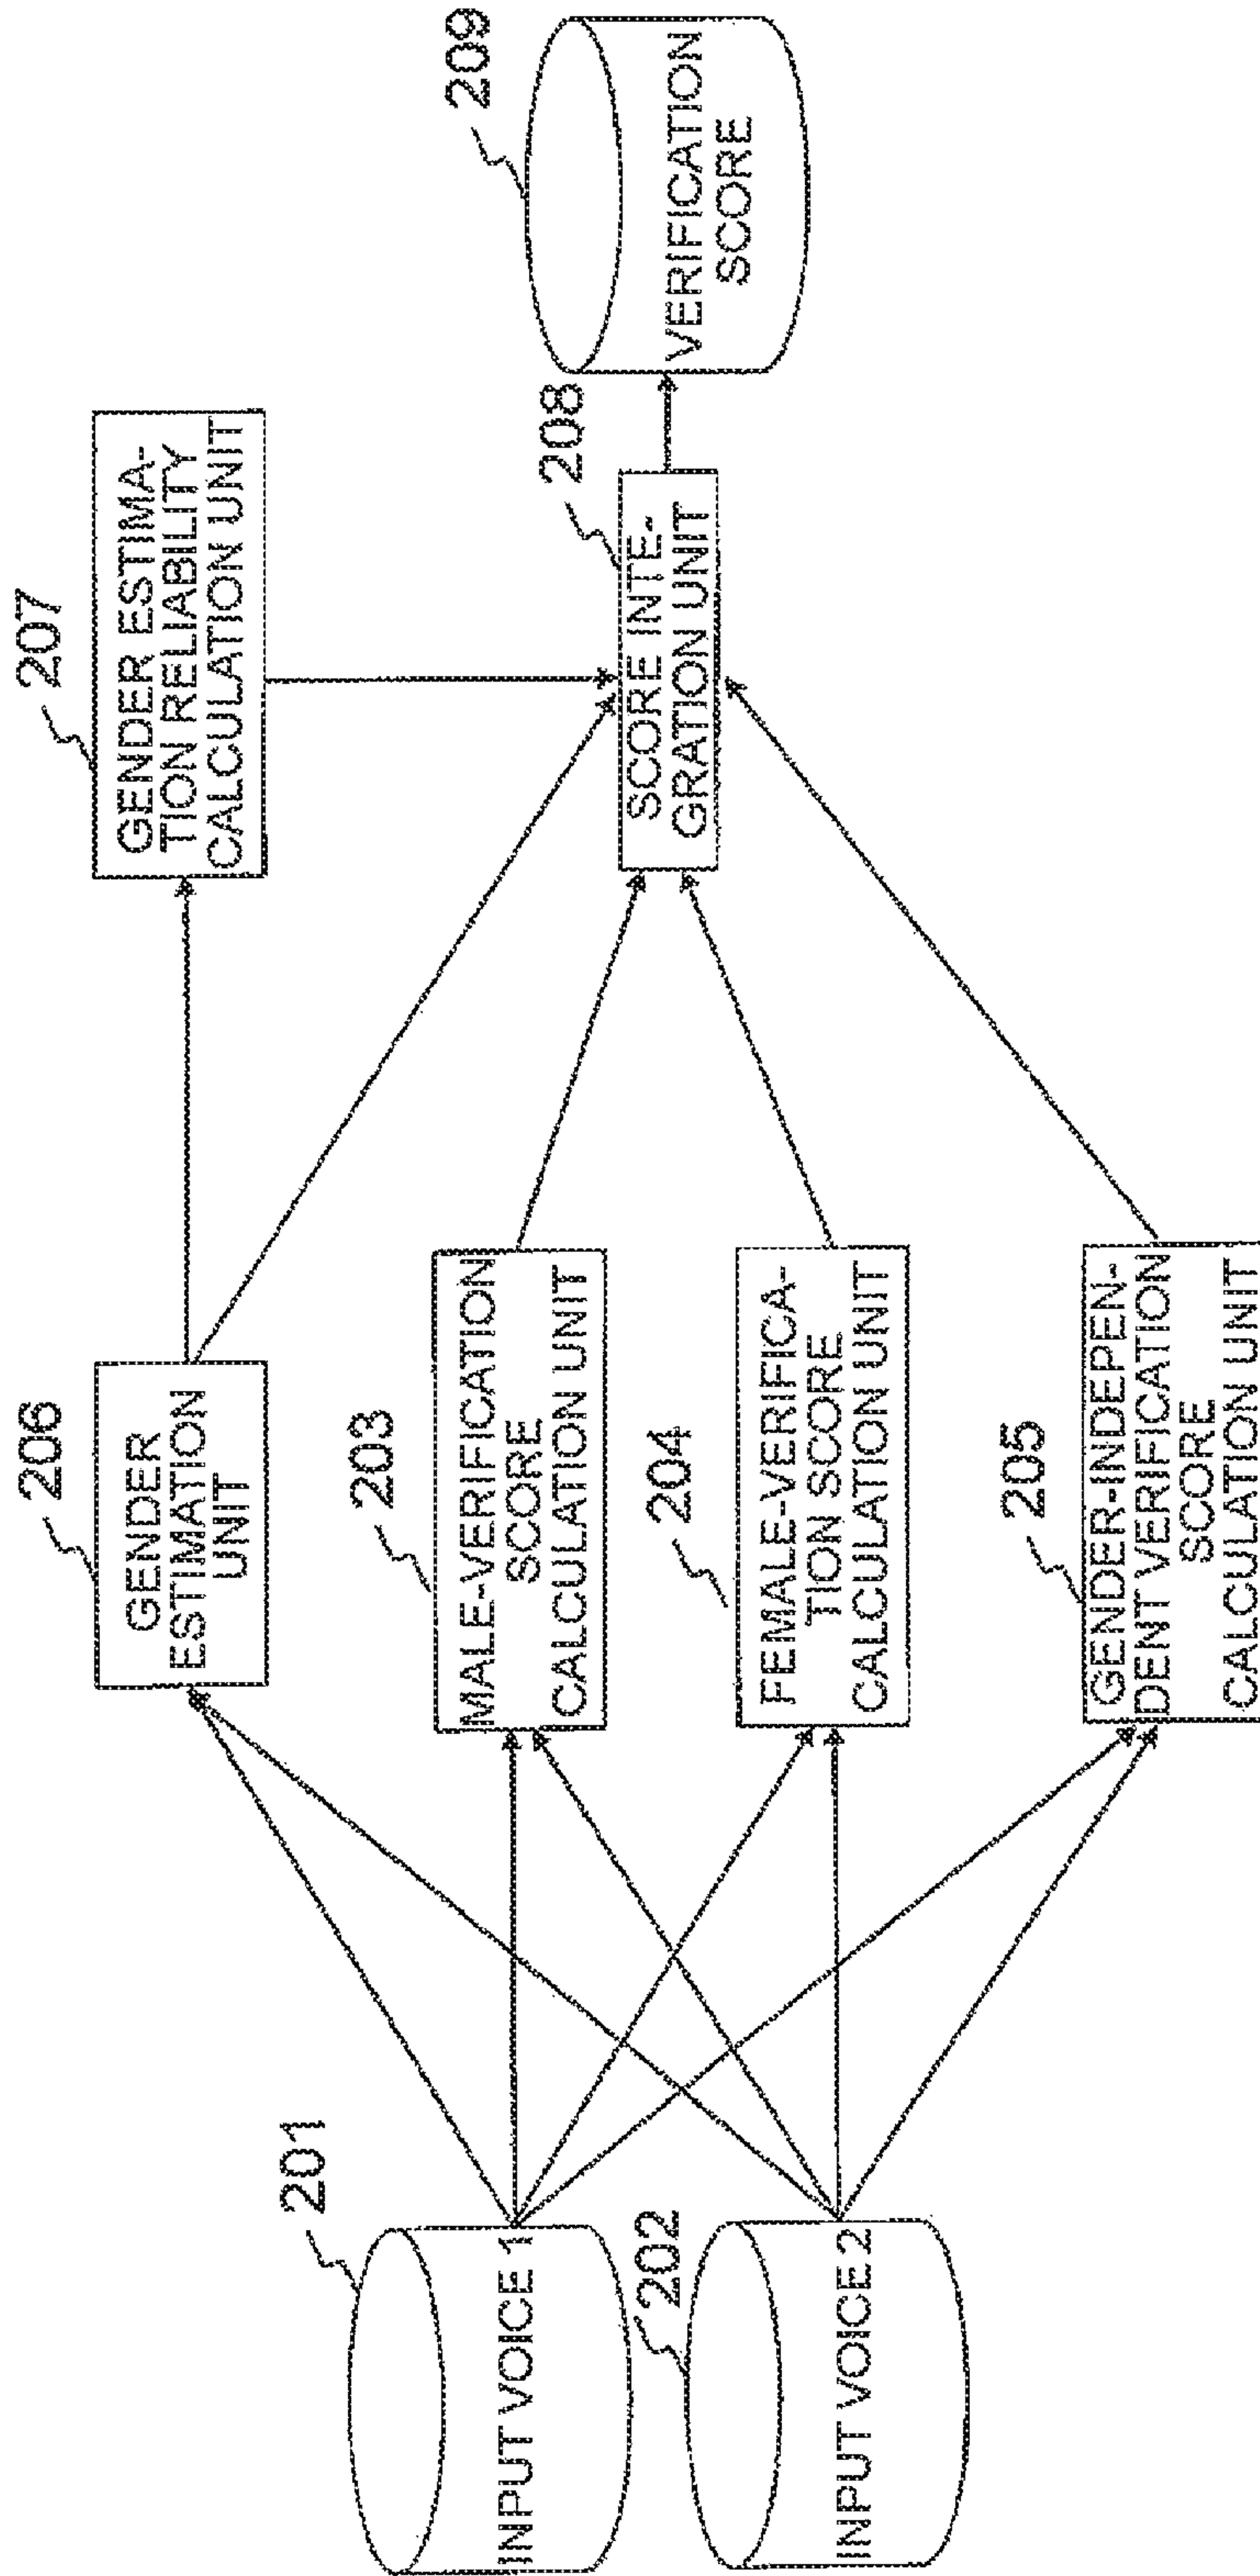 201
INPUT VOICE 1
202
INPUT VOICE 2
206
GENDER
ESTIMATION
UNIT
203
MALE-VERIFICATION
SCORE
CALCULATION UNIT
204
FEMALE-VERIFICA-
TION SCORE
CALCULATION UNIT
205
GENDER-INDEPEN-
DENT VERIFICATION
SCORE
CALCULATION UNIT
207
GENDER ESTIMA-
TION RELIABILITY
CALCULATION UNIT
208
SCORE INTE-
GRATION UNIT
209
VERIFICATION
SCORE